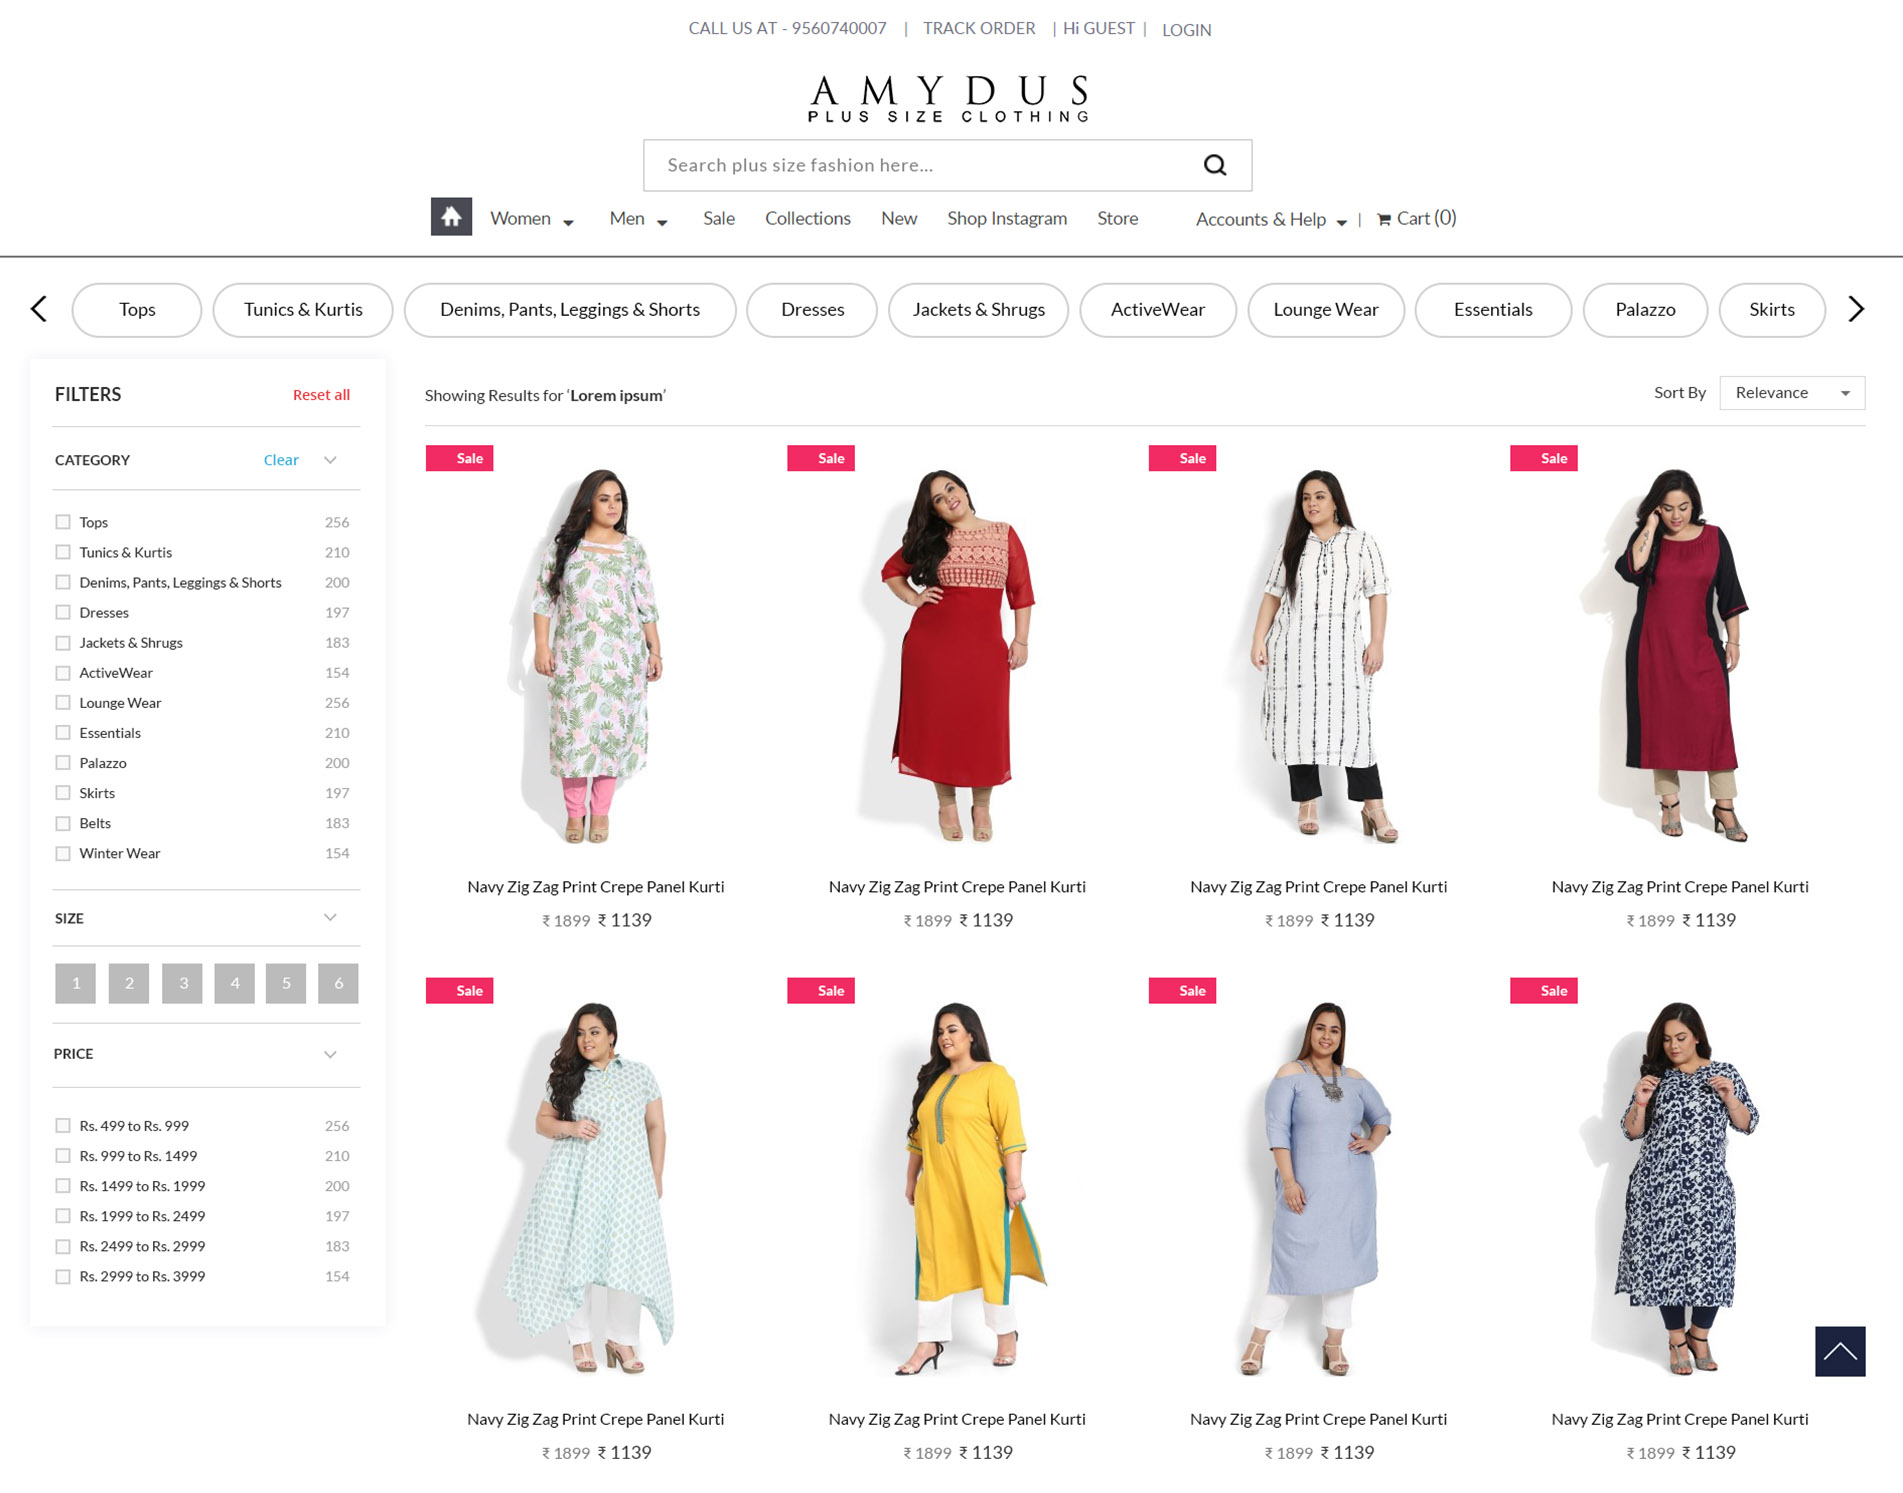 CALL US AT - 9560740007 | TRACK ORDER | Hi GUEST | LOGIN
AMYDUS
PLUS SIZE CLOTHING
Search plus size fashion here...
Women Men Sale Collections New Shop Instagram Store Accounts & Help | Cart (0)
Tops Tunics & Kurtis Denims, Pants, Leggings & Shorts Dresses Jackets & Shrugs ActiveWear Lounge Wear Essentials Palazzo Skirts
FILTERS Reset all
CATEGORY Clear
Tops 256
Tunics & Kurtis 210
Denims, Pants, Leggings & Shorts 200
Dresses 197
Jackets & Shrugs 183
ActiveWear 154
Lounge Wear 256
Essentials 210
Palazzo 200
Skirts 197
Belts 183
Winter Wear 154
SIZE
1 2 3 4 5 6
PRICE
Rs. 499 to Rs. 999 256
Rs. 999 to Rs. 1499 210
Rs. 1499 to Rs. 1999 200
Rs. 1999 to Rs. 2499 197
Rs. 2499 to Rs. 2999 183
Rs. 2999 to Rs. 3999 154
Showing Results for ‘Lorem ipsum’
Sort By Relevance
Sale Sale Sale Sale
Navy Zig Zag Print Crepe Panel Kurti Navy Zig Zag Print Crepe Panel Kurti Navy Zig Zag Print Crepe Panel Kurti Navy Zig Zag Print Crepe Panel Kurti
₹ 1899 ₹ 1139 ₹ 1899 ₹ 1139 ₹ 1899 ₹ 1139 ₹ 1899 ₹ 1139
Sale Sale Sale Sale
Navy Zig Zag Print Crepe Panel Kurti Navy Zig Zag Print Crepe Panel Kurti Navy Zig Zag Print Crepe Panel Kurti Navy Zig Zag Print Crepe Panel Kurti
₹ 1899 ₹ 1139 ₹ 1899 ₹ 1139 ₹ 1899 ₹ 1139 ₹ 1899 ₹ 1139